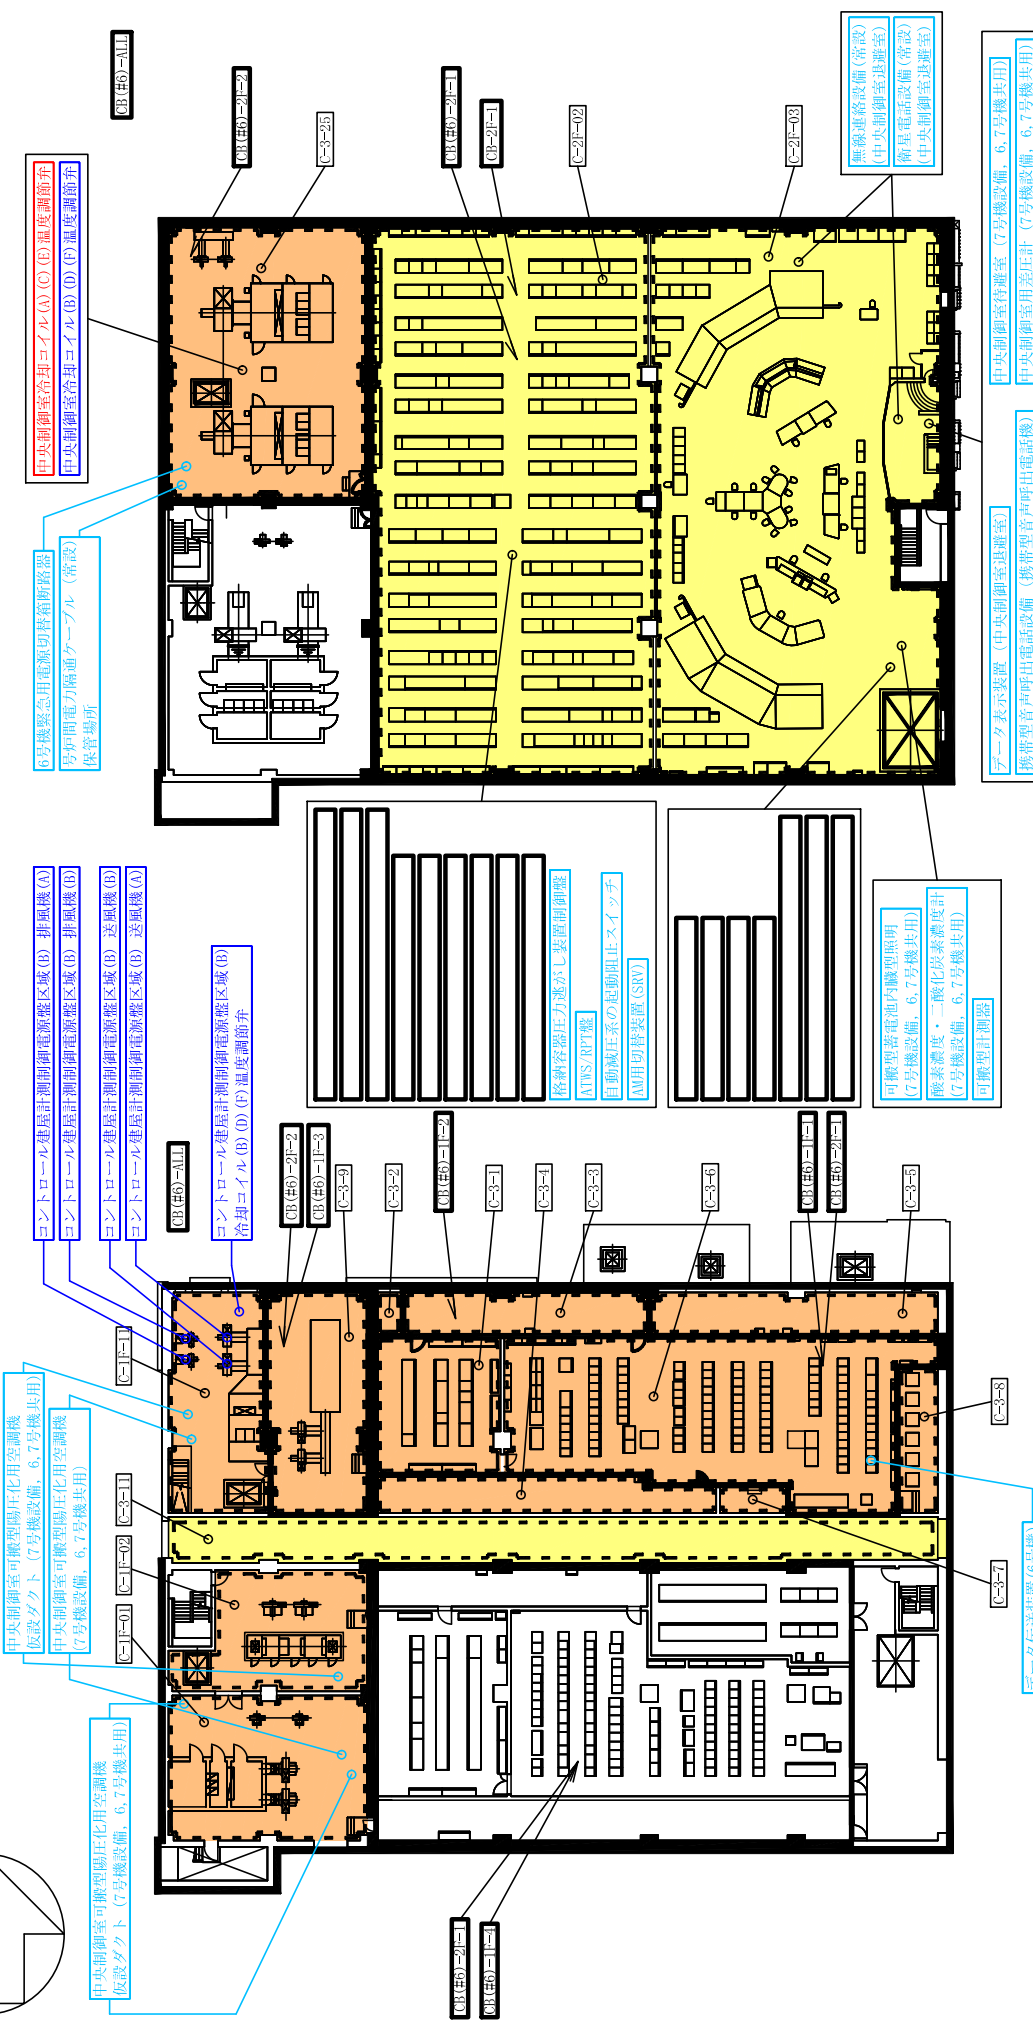 CB(#6)-ALL
中央制御室冷却コイル(A)(C)(E)温度調節弁
中央制御室冷却コイル(B)(D)(F)温度調節弁
CB(#6)-2F-2
C-3-25
CB(#6)-2F-1
CB-2F-1
C-2F-02
C-2F-03
無線連絡設備(常設)
(中央制御室退避室)
衛星電話設備(常設)
(中央制御室退避室)
中央制御室待避室 (7号機設備, 6,7号機共用)
中央制御室用差圧計 (7号機設備, 6,7号機共用)
データ表示装置 (中央制御室退避室)
携帯型音声呼出電話設備 (携帯型音声呼出電話機)
6号機緊急用電源切替箱断路器
号炉間電力融通ケーブル (常設)
保管場所
格納容器圧力逃がし装置制御盤
ATWS/RPT盤
自動減圧系の起動阻止スイッチ
AM用切替装置(SRV)
可搬型蓄電池内臓型照明
(7号機設備, 6,7号機共用)
酸素濃度・二酸化炭素濃度計
(7号機設備, 6,7号機共用)
可搬型計測器
コントロール建屋計測制御電源盤区域(B) 排風機(A)
コントロール建屋計測制御電源盤区域(B) 排風機(B)
コントロール建屋計測制御電源盤区域(B) 送風機(B)
コントロール建屋計測制御電源盤区域(B) 送風機(A)
CB(#6)-ALL
コントロール建屋計測制御電源盤区域(B)
冷却コイル(B)(D)(F)温度調節弁
CB(#6)-2F-2
CB(#6)-1F-3
C-3-9
C-3-2
CB(#6)-1F-2
C-3-1
C-3-4
C-3-3
C-3-6
CB(#6)-1F-1
CB(#6)-2F-1
C-3-5
C-3-8
C-3-7
データ伝送装置(6号機)
中央制御室可搬型陽圧化用空調機
仮設ダクト (7号機設備, 6,7号機共用)
中央制御室可搬型陽圧化用空調機
(7号機設備, 6,7号機共用)
C-1F-11
C-3-11
C-1F-02
C-1F-01
中央制御室可搬型陽圧化用空調機
仮設ダクト (7号機設備, 6,7号機共用)
CB(#6)-2F-1
CB(#6)-1F-4